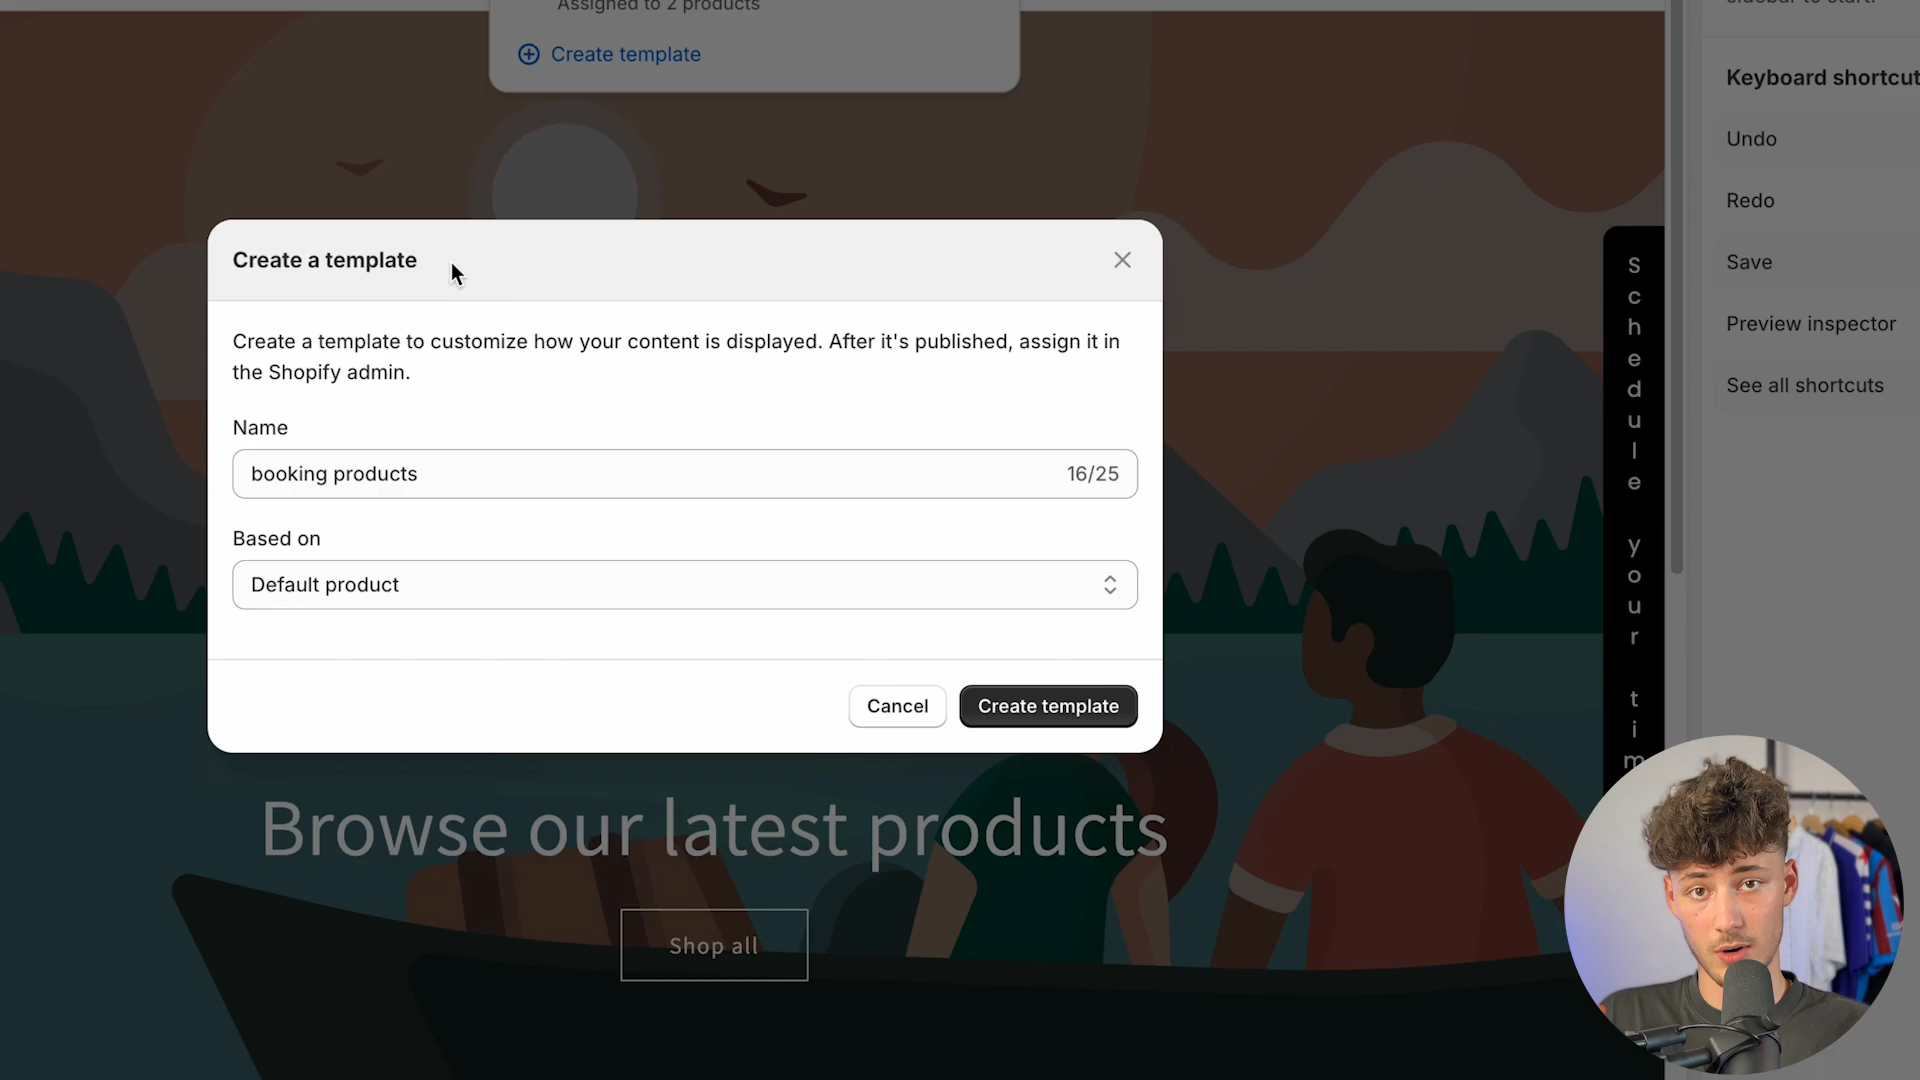 Assigned to 2 products
Create template
Keyboard shortcut
Undo
Redo
Save
Preview inspector
See all shortcuts
Create a template
Create a template to customize how your content is displayed. After it's published, assign it in
the Shopify admin.
Name
booking products 16/25
Based on
Default product
Cancel
Create template
Schedule your tim
Browse our latest products
Shop all